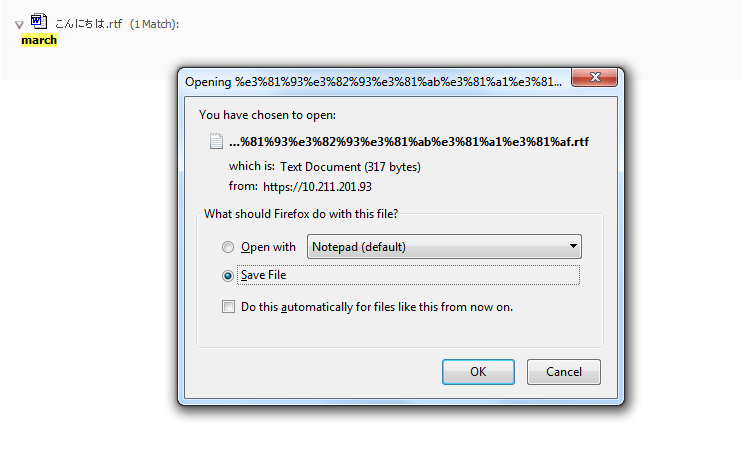 こんにちは.rtf (1 Match):
march
Opening %e3%81%93%e3%82%93%e3%81%ab%e3%81%a1%e3%81...
You have chosen to open:
...%81%93%e3%82%93%e3%81%ab%e3%81%a1%e3%81%af.rtf
which is: Text Document (317 bytes)
from: https://10.211.201.93
What should Firefox do with this file?
Open with Notepad (default)
Save File
Do this automatically for files like this from now on.
OK Cancel